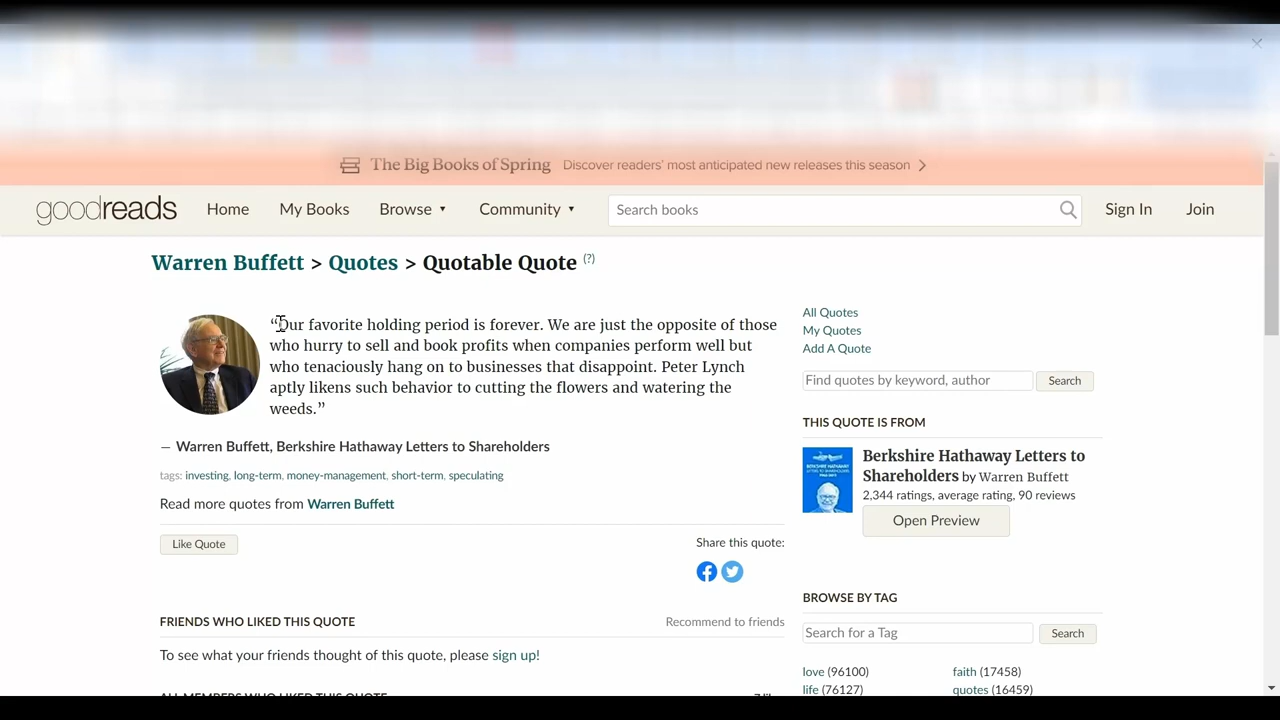 The Big Books of Spring Discover readers' most anticipated new releases this season
goodreads Home My Books Browse Community Search books Sign In Join
Warren Buffett > Quotes > Quotable Quote (?)
“Our favorite holding period is forever. We are just the opposite of those
who hurry to sell and book profits when companies perform well but
who tenaciously hang on to businesses that disappoint. Peter Lynch
aptly likens such behavior to cutting the flowers and watering the
weeds.”
— Warren Buffett, Berkshire Hathaway Letters to Shareholders
tags: investing, long-term, money-management, short-term, speculating
Read more quotes from Warren Buffett
Like Quote
Share this quote:
FRIENDS WHO LIKED THIS QUOTE Recommend to friends
To see what your friends thought of this quote, please sign up!
ALL MEMBERS WHO LIKED THIS QUOTE
All Quotes
My Quotes
Add A Quote
Find quotes by keyword, author Search
THIS QUOTE IS FROM
Berkshire Hathaway Letters to
Shareholders by Warren Buffett
2,344 ratings, average rating, 90 reviews
Open Preview
BROWSE BY TAG
Search for a Tag Search
love (96100) faith (17458)
life (76127) quotes (16459)